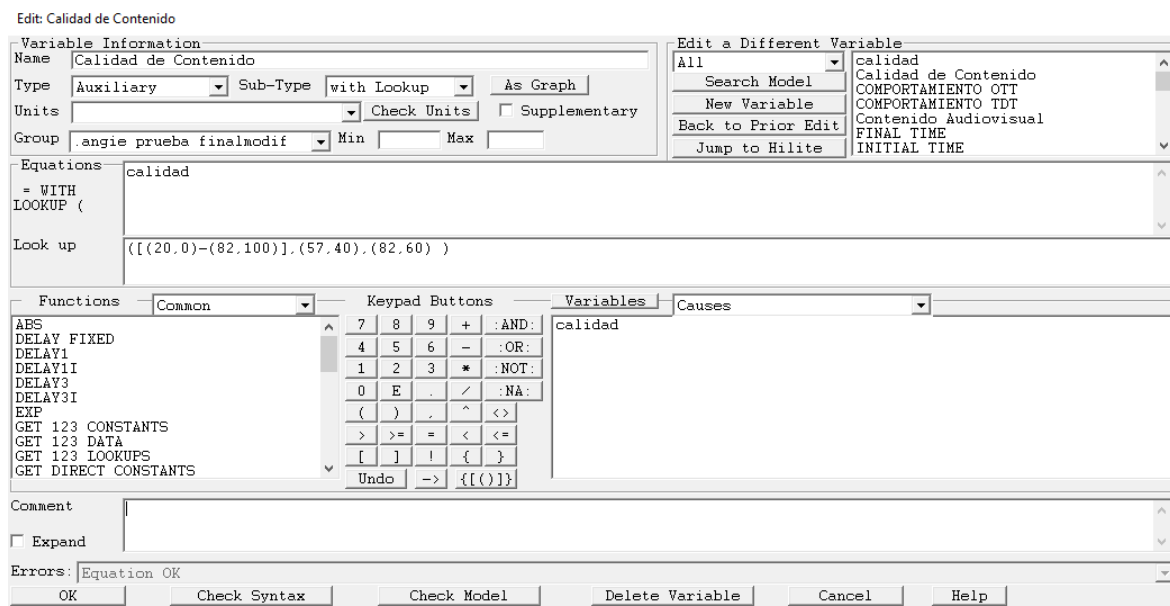 Edit: Calidad de Contenido
Variable Information
Name Calidad de Contenido
Type Auxiliary Sub-Type with Lookup As Graph
Units Check Units Supplementary
Group .angie prueba finalmodif Min Max
Edit a Different Variable
All
Search Model
New Variable
Back to Prior Edit
Jump to Hilite
calidad
Calidad de Contenido
COMPORTAMIENTO OTT
COMPORTAMIENTO TDT
Contenido Audiovisual
FINAL TIME
INITIAL TIME
Equations
= WITH
LOOKUP (
calidad
Look up
([(20,0)-(82,100)],(57,40),(82,60) )
Functions Common
ABS
DELAY FIXED
DELAY1
DELAY1I
DELAY3
DELAY3I
EXP
GET 123 CONSTANTS
GET 123 DATA
GET 123 LOOKUPS
GET DIRECT CONSTANTS
Keypad Buttons
7 8 9 + :AND:
4 5 6 - :OR:
1 2 3 * :NOT:
0 E . / :NA:
( ) , ^ <>
> >= = < <=
[ ] ! { }
Undo -> {[()]}
Variables Causes
calidad
Comment
Expand
Errors: Equation OK
OK Check Syntax Check Model Delete Variable Cancel Help